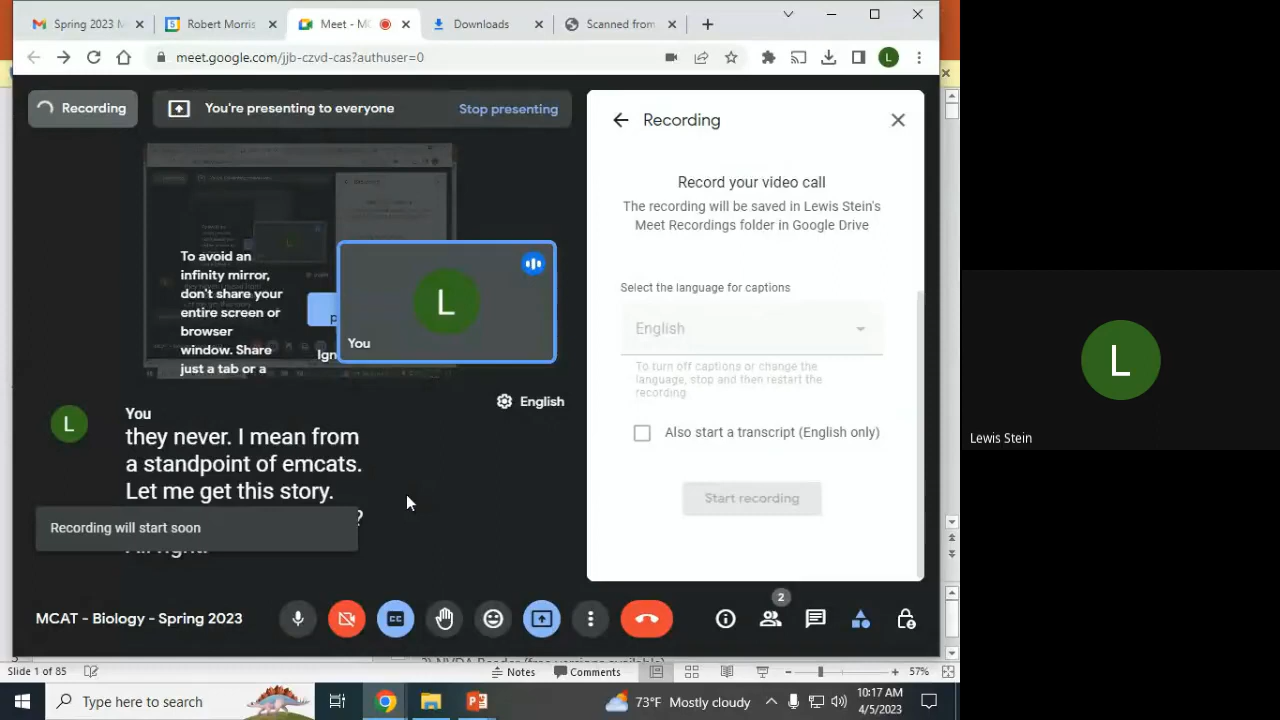 Spring 2023 M
Robert Morris
Meet - MC
Downloads
Scanned from
meet.google.com/jjb-czvd-cas?authuser=0
L
Recording
You're presenting to everyone
Stop presenting
To avoid an
infinity mirror,
don't share your
entire screen or
browser
window. Share
just a tab or a
p
Ign
L
You
English
L
You
they never. I mean from
a standpoint of emcats.
Let me get this story.
?
Recording will start soon
Recording
Record your video call
The recording will be saved in Lewis Stein's
Meet Recordings folder in Google Drive
Select the language for captions
English
To turn off captions or change the
language, stop and then restart the
recording
Also start a transcript (English only)
Start recording
MCAT - Biology - Spring 2023
CC
2
Slide 1 of 85
Notes
Comments
57%
Type here to search
73°F Mostly cloudy
10:17 AM
4/5/2023
L
Lewis Stein